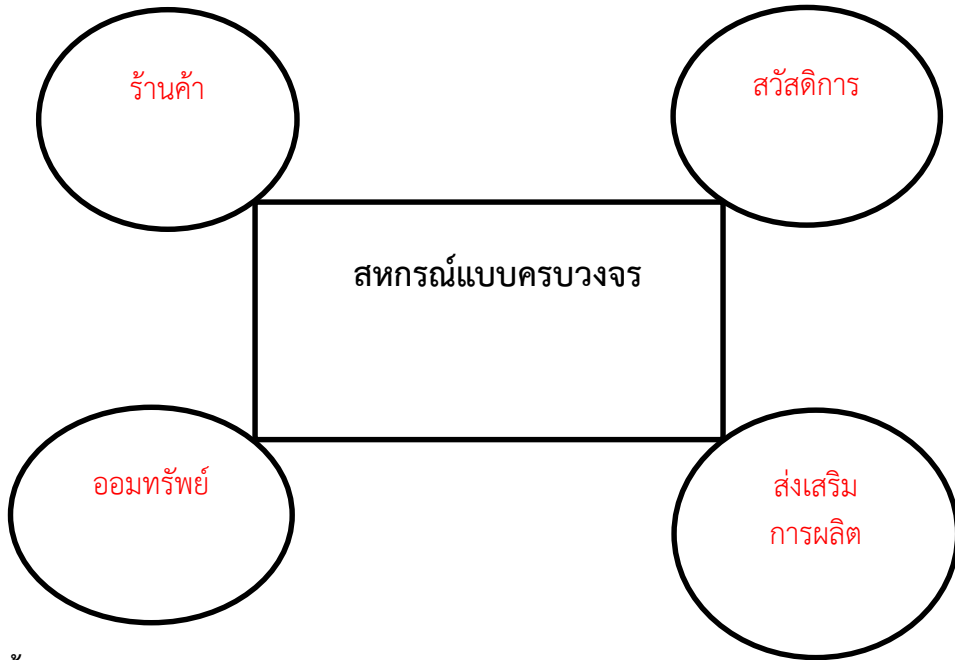 ร้านค้า
สวัสดิการ
สหกรณ์แบบครบวงจร
ออมทรัพย์
ส่งเสริม
การผลิต